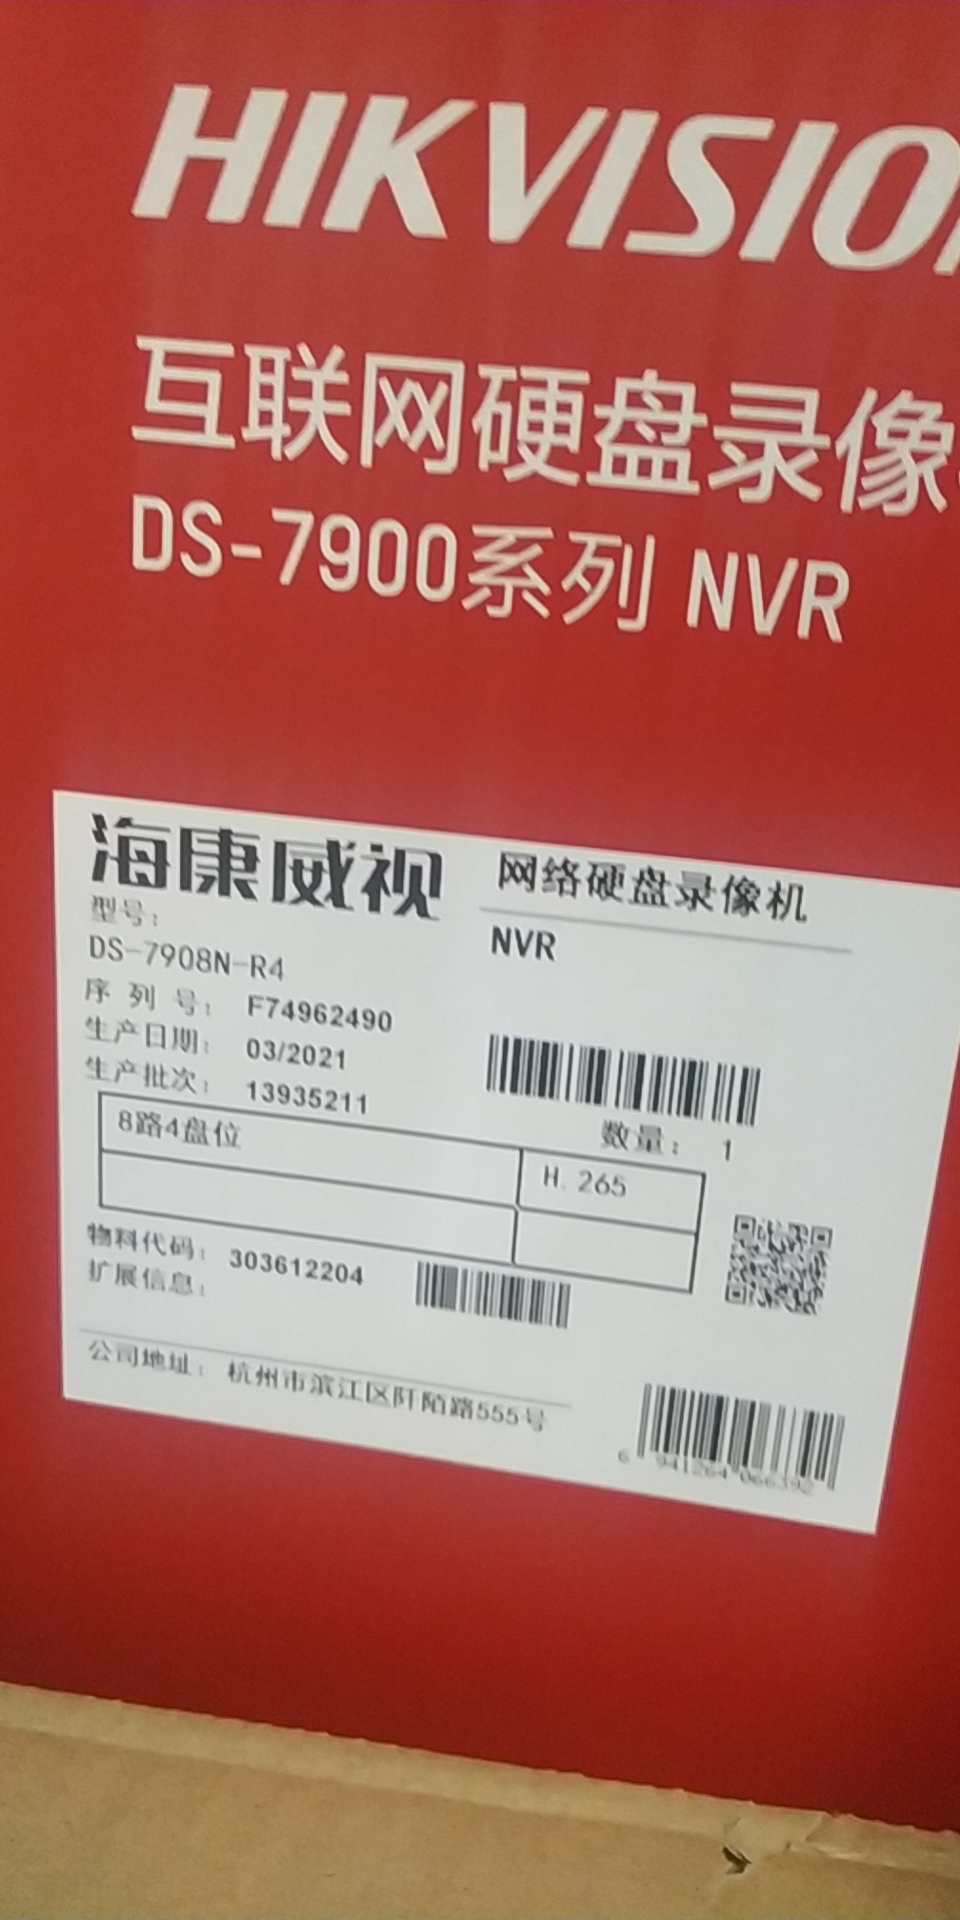 HIKVISION
互联网硬盘录像
DS-7900系列 NVR
海康威视
网络硬盘录像机
型号：
NVR
DS-7908N-R4
序列号： F74962490
生产日期： 03/2021
生产批次： 13935211
数量： 1
8路4盘位
H.265
物料代码： 303612204
扩展信息：
公司地址： 杭州市滨江区阡陌路555号
6 941264 066392